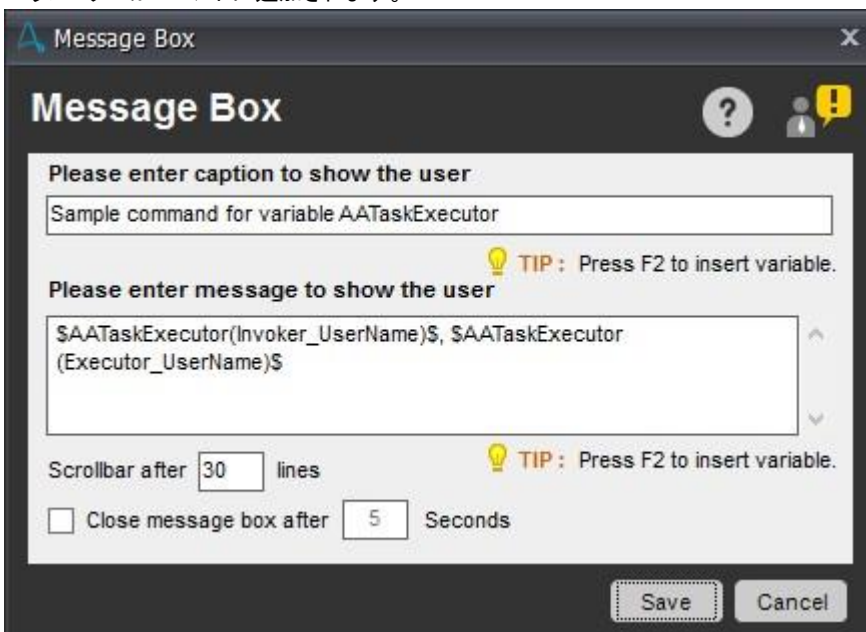 Message Box
x
Message Box
?
!
Please enter caption to show the user
Sample command for variable AATaskExecutor
TIP : Press F2 to insert variable.
Please enter message to show the user
$AATaskExecutor(Invoker_UserName)$, $AATaskExecutor
(Executor_UserName)$
Scrollbar after 30 lines
TIP : Press F2 to insert variable.
Close message box after 5 Seconds
Save Cancel